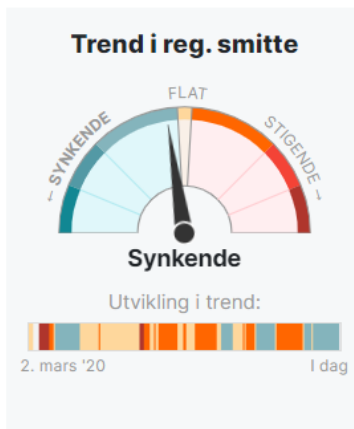 Trend i reg. smitte
FLAT
← SYNKENDE
STIGENDE →
Synkende
Utvikling i trend:
2. mars '20
I dag